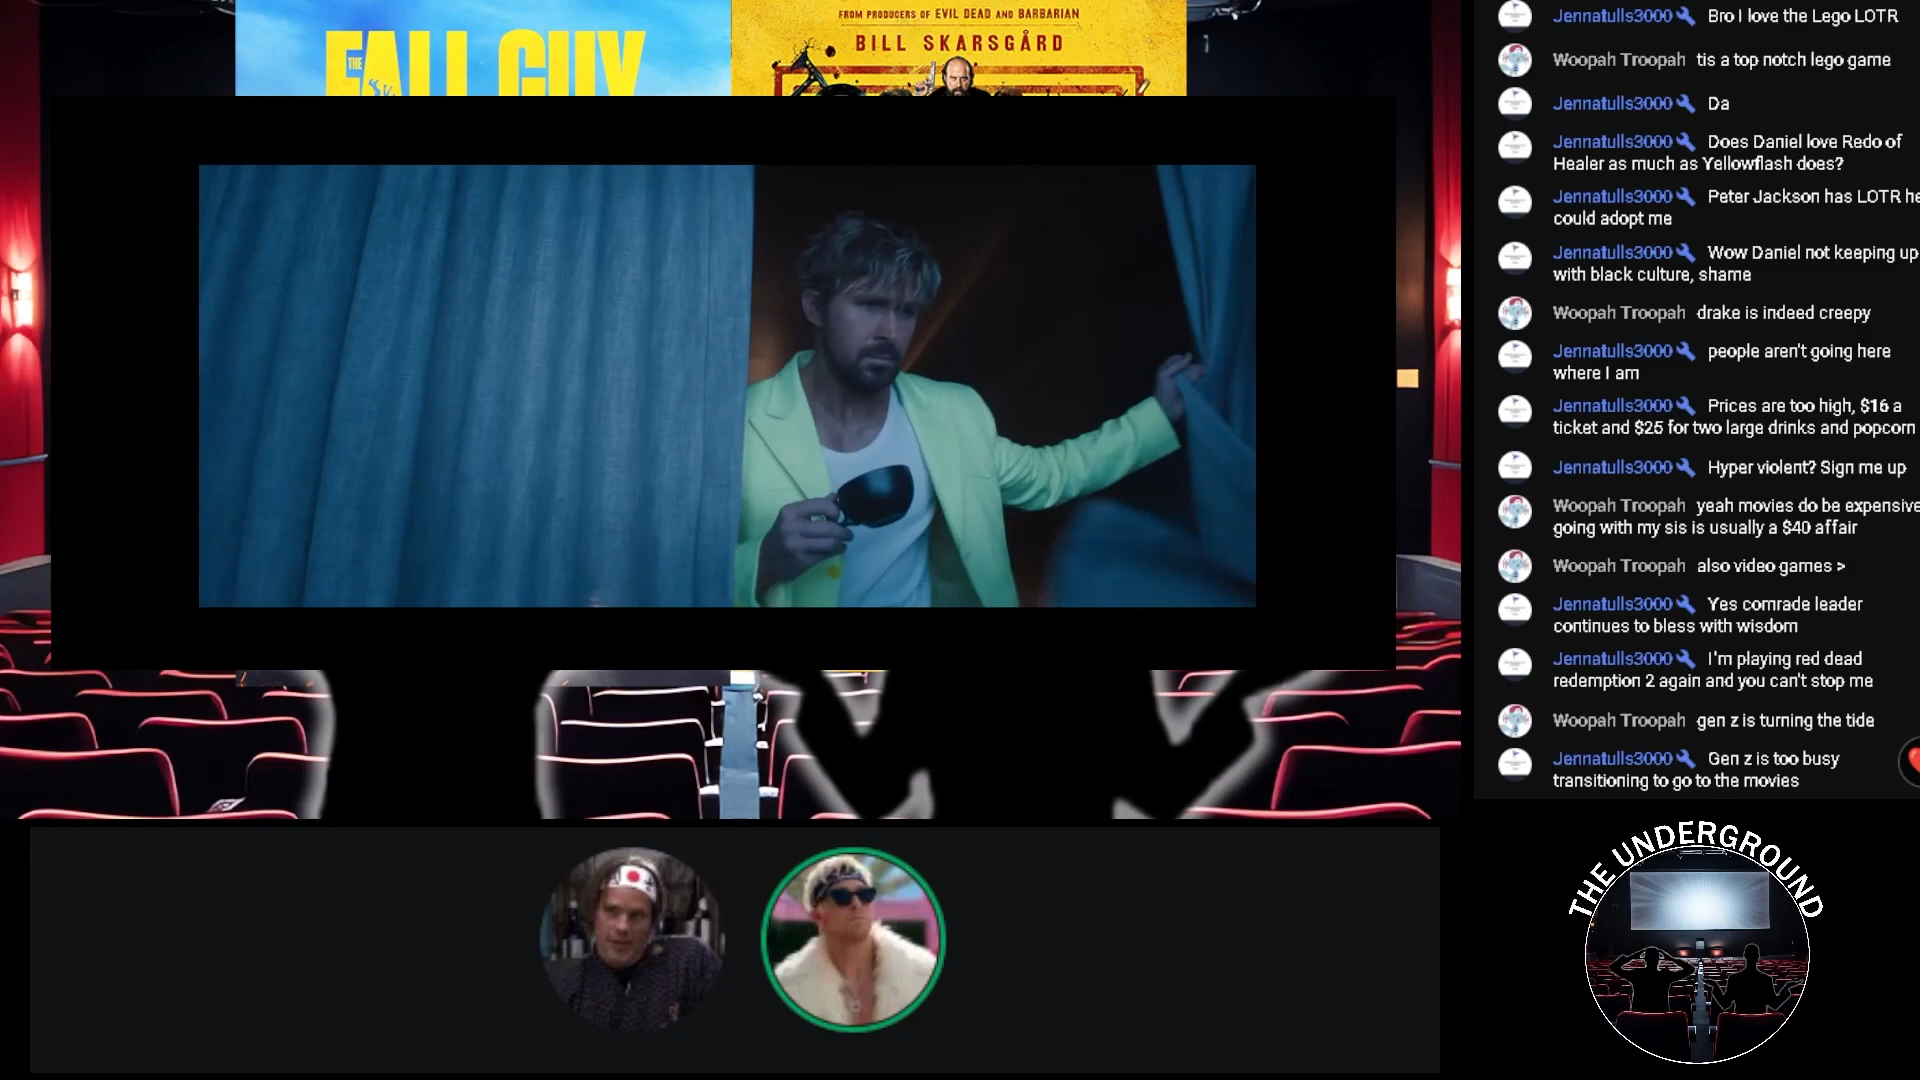 THE
FALL GUY
FROM PRODUCERS OF EVIL DEAD AND BARBARIAN
BILL SKARSGÅRD
Jennatulls3000 Bro I love the Lego LOTR
Woopah Troopah tis a top notch lego game
Jennatulls3000 Da
Jennatulls3000 Does Daniel love Redo of
Healer as much as Yellowflash does?
Jennatulls3000 Peter Jackson has LOTR he
could adopt me
Jennatulls3000 Wow Daniel not keeping up
with black culture, shame
Woopah Troopah drake is indeed creepy
Jennatulls3000 people aren't going here
where I am
Jennatulls3000 Prices are too high, $16 a
ticket and $25 for two large drinks and popcorn
Jennatulls3000 Hyper violent? Sign me up
Woopah Troopah yeah movies do be expensive
going with my sis is usually a $40 affair
Woopah Troopah also video games >
Jennatulls3000 Yes comrade leader
continues to bless with wisdom
Jennatulls3000 I'm playing red dead
redemption 2 again and you can't stop me
Woopah Troopah gen z is turning the tide
Jennatulls3000 Gen z is too busy
transitioning to go to the movies
THE UNDERGROUND